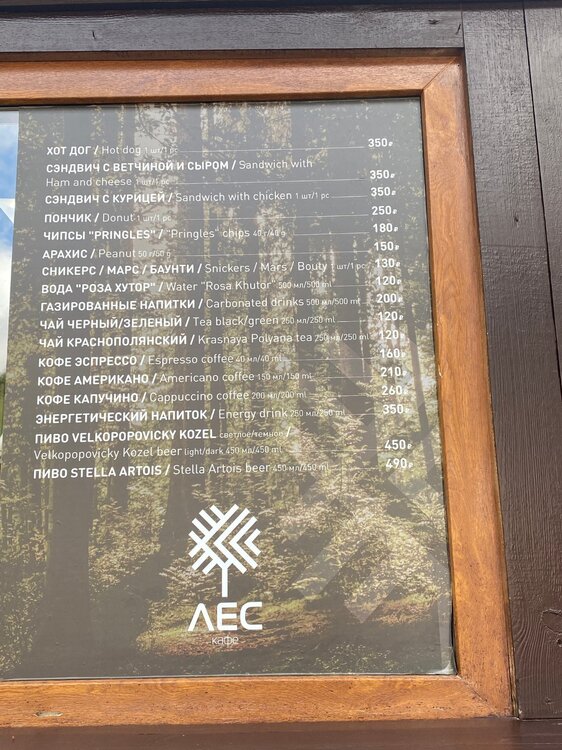 ХОТ ДОГ / Hot dog 1 шт/1 pc 350₽
СЭНДВИЧ С ВЕТЧИНОЙ И СЫРОМ / Sandwich with
Ham and cheese 1 шт/1 pc 350₽
СЭНДВИЧ С КУРИЦЕЙ / Sandwich with chicken 1 шт/1 pc 350₽
ПОНЧИК / Donut 1 шт/1 pc 250₽
ЧИПСЫ "PRINGLES" / "Pringles" chips 40 г/40 g 180₽
АРАХИС / Peanut 50 г/50 g 150₽
СНИКЕРС / МАРС / БАУНТИ / Snickers / Mars / Bouty 1 шт/1 pc 130₽
ВОДА "РОЗА ХУТОР" / Water "Rosa Khutor" 500 мл/500 ml 120₽
ГАЗИРОВАННЫЕ НАПИТКИ / Carbonated drinks 500 мл/500 ml 200₽
ЧАЙ ЧЕРНЫЙ/ЗЕЛЕНЫЙ / Tea black/green 250 мл/250 ml 120₽
ЧАЙ КРАСНОПОЛЯНСКИЙ / Krasnaya Polyana tea 250 мл/250 ml 120₽
КОФЕ ЭСПРЕССО / Espresso coffee 40 мл/40 ml 160₽
КОФЕ АМЕРИКАНО / Americano coffee 150 мл/150 ml 210₽
КОФЕ КАПУЧИНО / Cappuccino coffee 200 мл/200 ml 260₽
ЭНЕРГЕТИЧЕСКИЙ НАПИТОК / Energy drink 250 мл/250 ml 350₽
ПИВО VELKOPOPOVICKY KOZEL светлое/темное /
Velkopopovicky Kozel beer light/dark 450 мл/450 ml 450₽
ПИВО STELLA ARTOIS / Stella Artois beer 450 мл/450 ml 490₽
ЛЕС
кафе